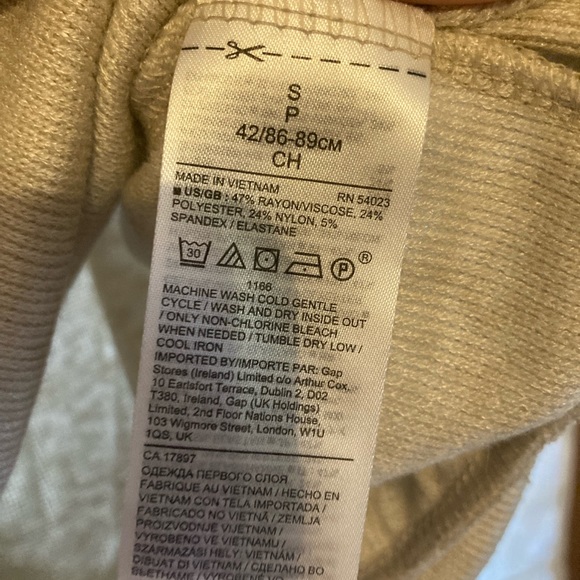 S
P
42/86-89CM
CH
MADE IN VIETNAM RN 54023
■ US/GB : 47% RAYON/VISCOSE, 24%
POLYESTER, 24% NYLON, 5%
SPANDEX / ELASTANE
30 P ®
1166
MACHINE WASH COLD GENTLE
CYCLE / WASH AND DRY INSIDE OUT
/ ONLY NON-CHLORINE BLEACH
WHEN NEEDED / TUMBLE DRY LOW /
COOL IRON
IMPORTED BY/IMPORTE PAR: Gap
Stores (Ireland) Limited c/o Arthur Cox,
10 Earlsfort Terrace, Dublin 2, D02
T380, Ireland, Gap (UK Holdings)
Limited, 2nd Floor Nations House,
103 Wigmore Street, London, W1U
1QS, UK
CA 17897
ОДЕЖДА ПЕРВОГО СЛОЯ
FABRIQUE AU VIETNAM / HECHO EN
VIETNAM CON TELA IMPORTADA /
FABRICADO NO VIETNÃ / ZEMLJA
PROIZVODNJE VIJETNAM /
VYROBENO VE VIETNAMU /
SZÁRMAZÁSI HELY: VIETNÁM /
DIBUAT DI VIETNAM / СДЕЛАНО ВО